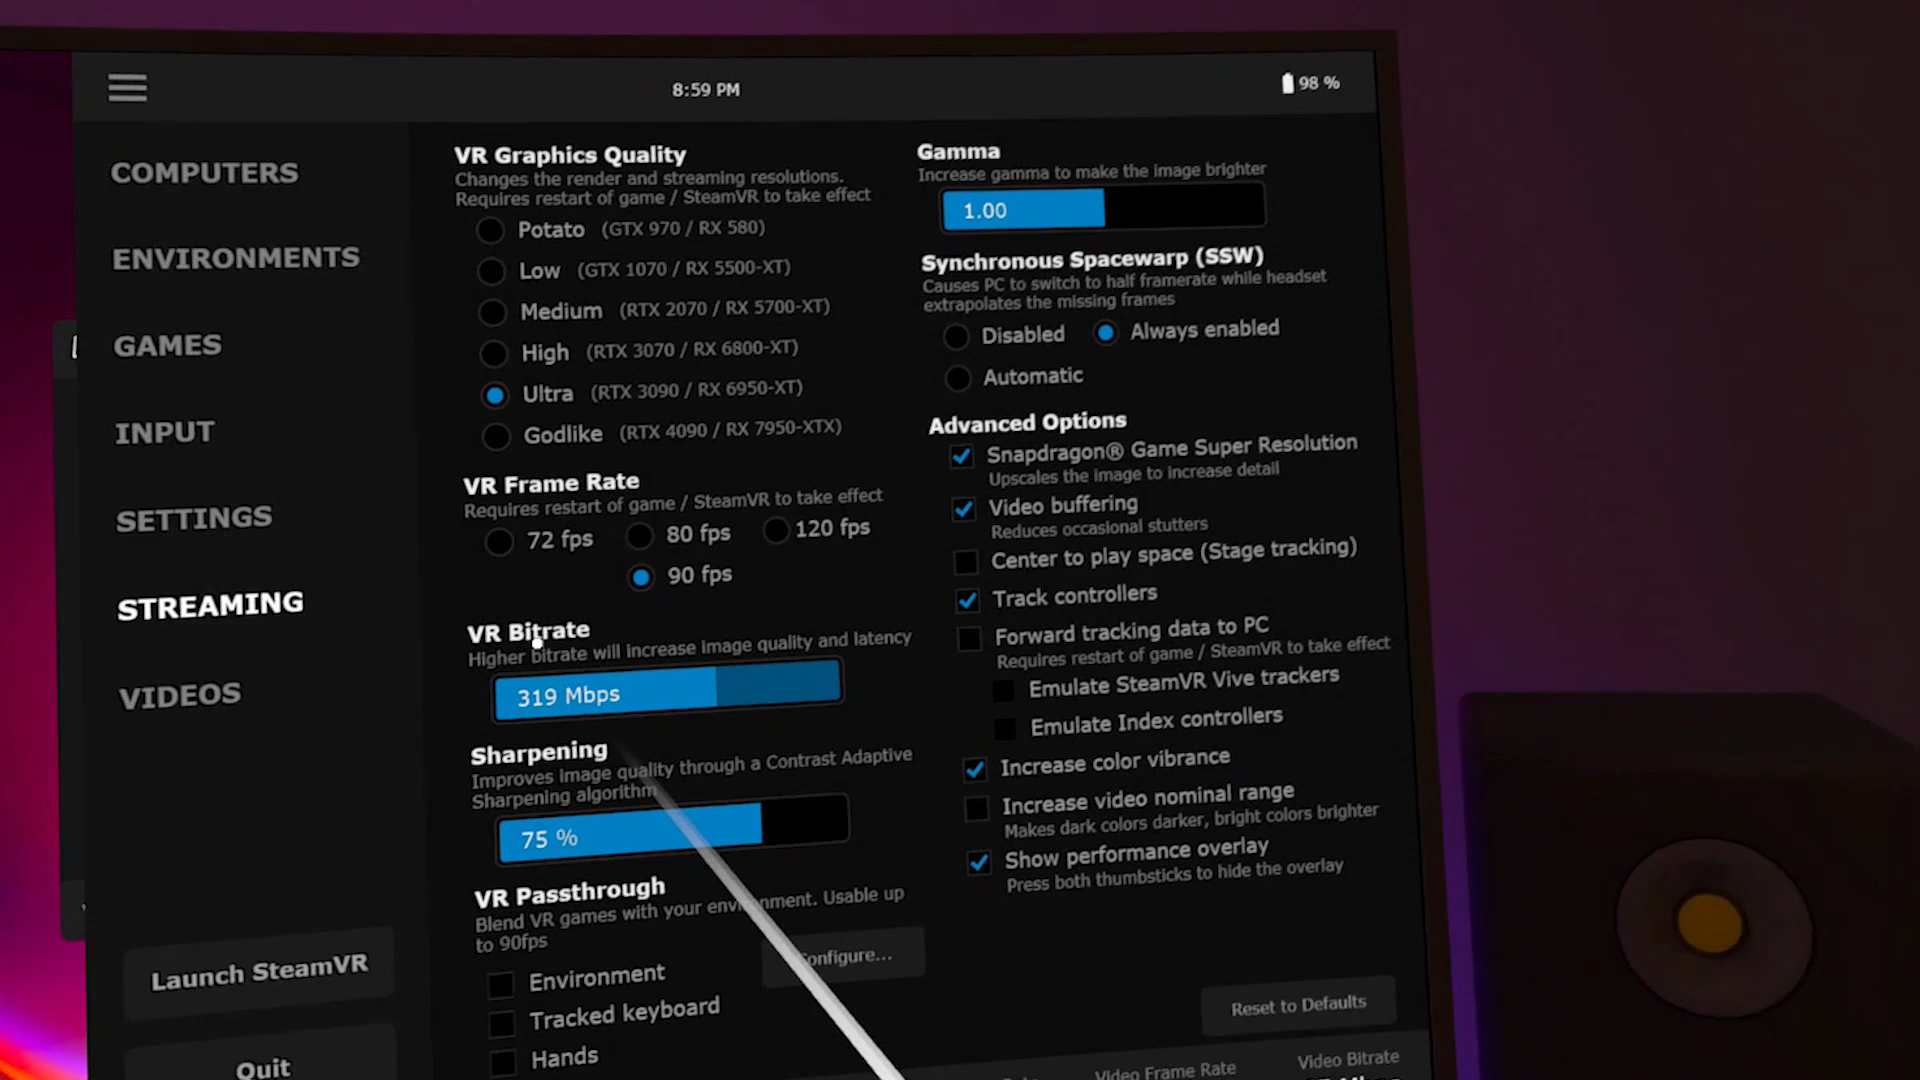 8:59 PM
98 %
COMPUTERS
ENVIRONMENTS
GAMES
INPUT
SETTINGS
STREAMING
VIDEOS
Launch SteamVR
Quit
VR Graphics Quality
Changes the render and streaming resolutions.
Requires restart of game / SteamVR to take effect
Potato (GTX 970 / RX 580)
Low (GTX 1070 / RX 5500-XT)
Medium (RTX 2070 / RX 5700-XT)
High (RTX 3070 / RX 6800-XT)
Ultra (RTX 3090 / RX 6950-XT)
Godlike (RTX 4090 / RX 7950-XTX)
VR Frame Rate
Requires restart of game / SteamVR to take effect
72 fps 80 fps 120 fps
90 fps
VR Bitrate
Higher bitrate will increase image quality and latency
319 Mbps
Sharpening
Improves image quality through a Contrast Adaptive
Sharpening algorithm
75 %
VR Passthrough
Blend VR games with your environment. Usable up
to 90fps
Configure...
Environment
Tracked keyboard
Hands
Gamma
Increase gamma to make the image brighter
1.00
Synchronous Spacewarp (SSW)
Causes PC to switch to half framerate while headset
extrapolates the missing frames
Disabled Always enabled
Automatic
Advanced Options
Snapdragon® Game Super Resolution
Upscales the image to increase detail
Video buffering
Reduces occasional stutters
Center to play space (Stage tracking)
Track controllers
Forward tracking data to PC
Requires restart of game / SteamVR to take effect
Emulate SteamVR Vive trackers
Emulate Index controllers
Increase color vibrance
Increase video nominal range
Makes dark colors darker, bright colors brighter
Show performance overlay
Press both thumbsticks to hide the overlay
Reset to Defaults
Video Frame Rate
Video Bitrate